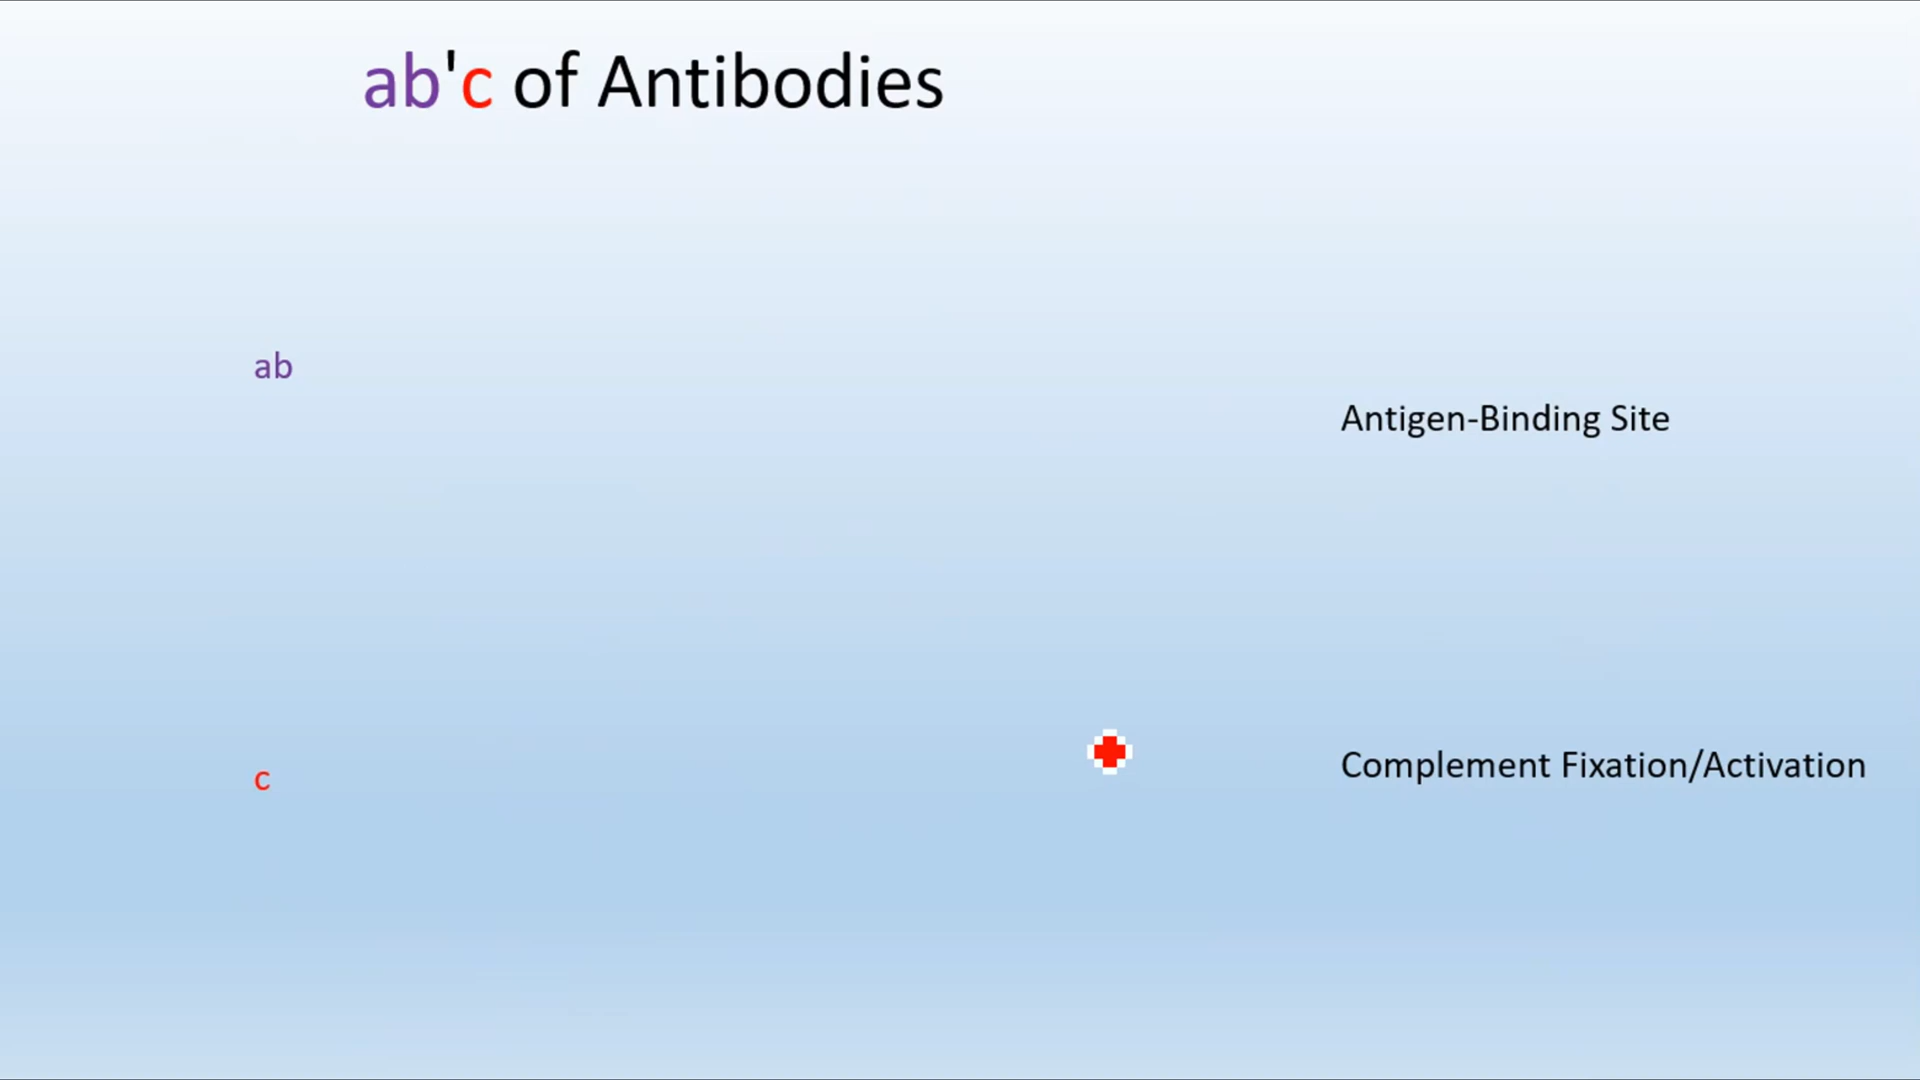 ab'c of Antibodies
ab
Antigen-Binding Site
c
Complement Fixation/Activation